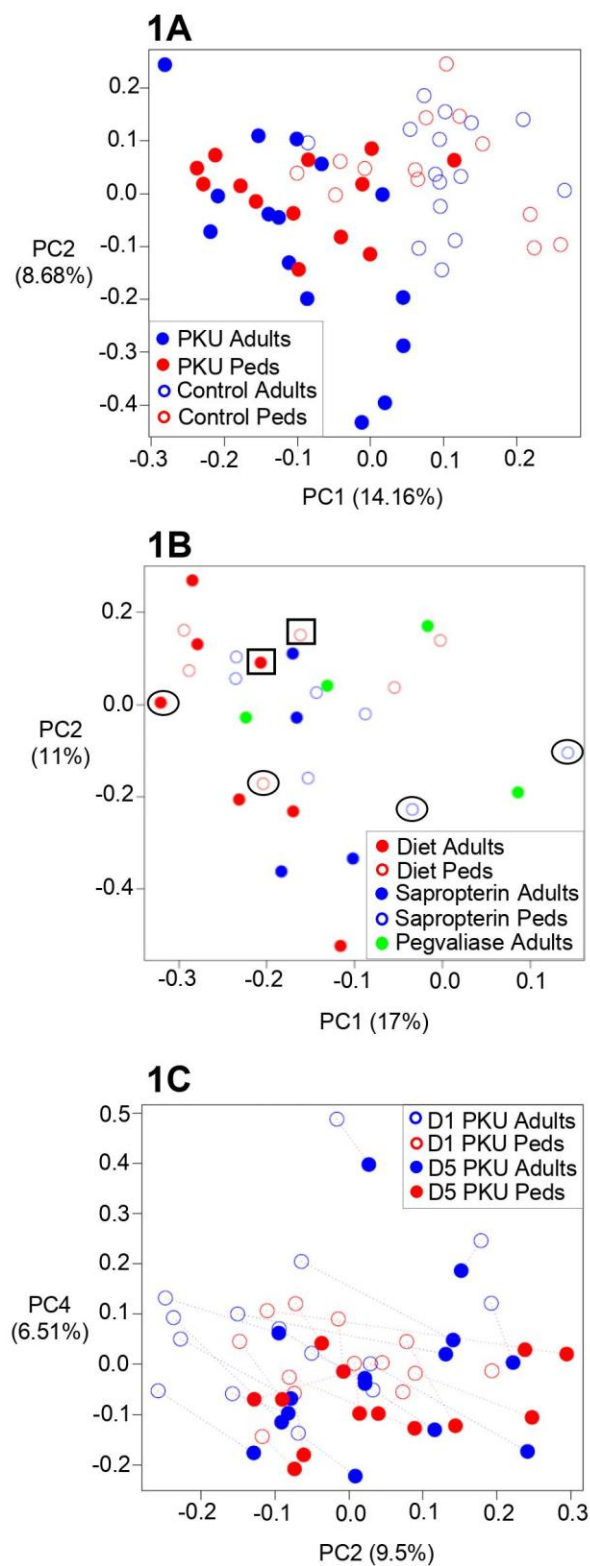 1A
0.2
0.1
0.0
-0.1
-0.2
-0.3
-0.4
PC2
(8.68%)
PKU Adults
PKU Peds
Control Adults
Control Peds
-0.3 -0.2 -0.1 0.0 0.1 0.2
PC1 (14.16%)
1B
0.2
0.0
-0.2
-0.4
PC2
(11%)
Diet Adults
Diet Peds
Sapropterin Adults
Sapropterin Peds
Pegvaliase Adults
-0.3 -0.2 -0.1 0.0 0.1
PC1 (17%)
1C
0.5
0.4
0.3
0.2
0.1
0.0
-0.1
-0.2
PC4
(6.51%)
D1 PKU Adults
D1 PKU Peds
D5 PKU Adults
D5 PKU Peds
-0.2 -0.1 0.0 0.1 0.2 0.3
PC2 (9.5%)